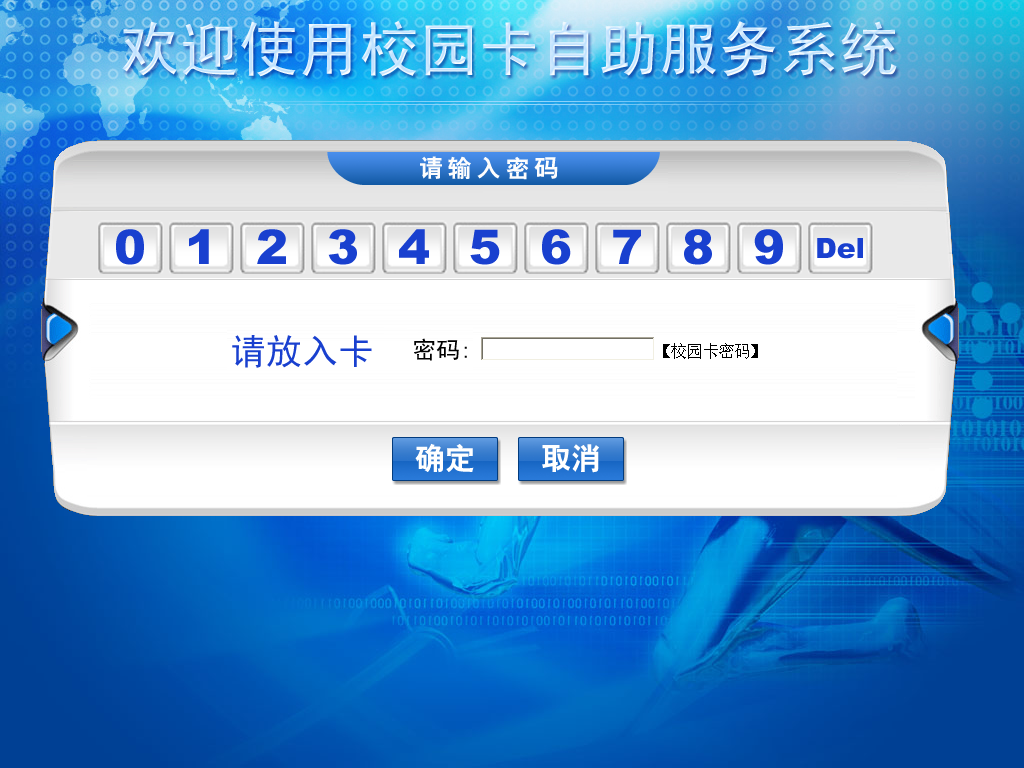 欢迎使用校园卡自助服务系统
请输入密码
0 1 2 3 4 5 6 7 8 9 Del
请放入卡 密码: 【校园卡密码】
确定 取消